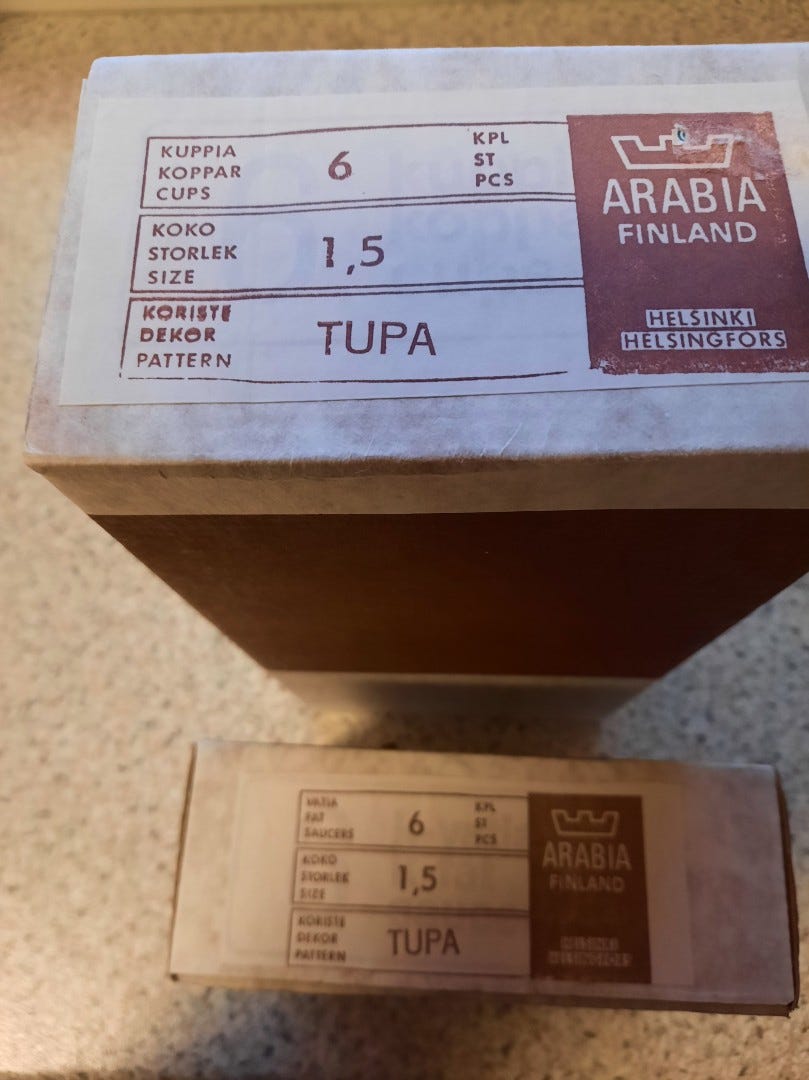 KUPPIA
KOPPAR
CUPS
6
KPL
ST
PCS
KOKO
STORLEK
SIZE
1,5
KORISTE
DEKOR
PATTERN
TUPA
ARABIA
FINLAND
HELSINKI
HELSINGFORS
VATIA
FAT
SAUCERS
6
KPL
ST
PCS
KOKO
STORLEK
SIZE
1,5
KORISTE
DEKOR
PATTERN
TUPA
ARABIA
FINLAND
HELSINKI
HELSINGFORS